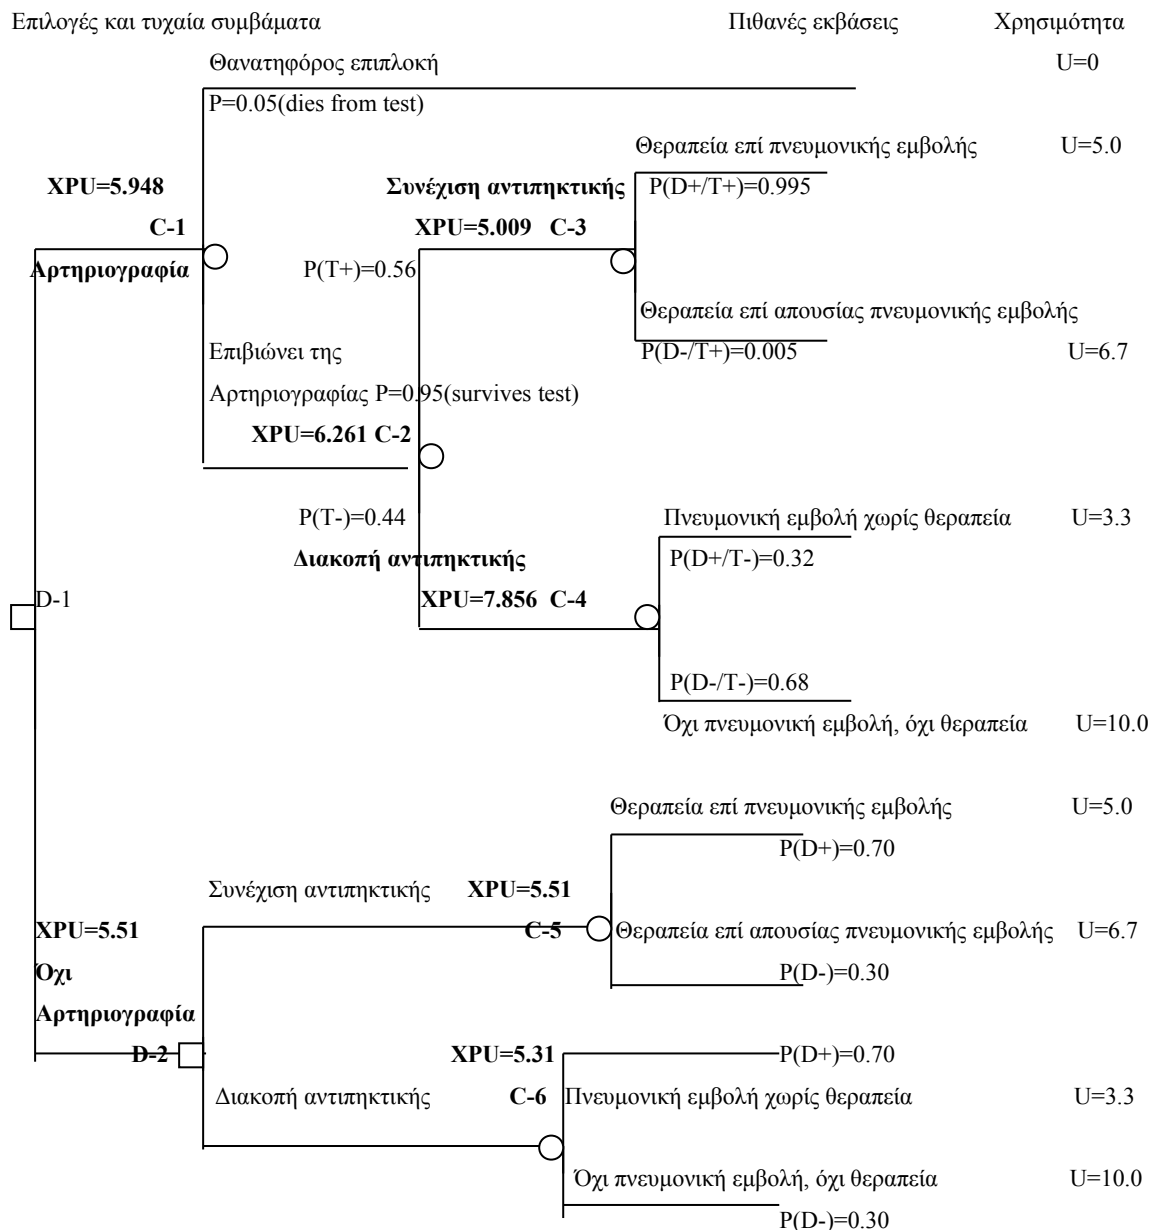 Επιλογές και τυχαία συμβάματα Πιθανές εκβάσεις Χρησιμότητα
Θανατηφόρος επιπλοκή U=0
P=0.05(dies from test)
Θεραπεία επί πνευμονικής εμβολής U=5.0
XPU=5.948 Συνέχιση αντιπηκτικής P(D+/T+)=0.995
C-1 XPU=5.009 C-3
Αρτηριογραφία P(T+)=0.56
Θεραπεία επί απουσίας πνευμονικής εμβολής
Επιβιώνει της P(D-/T+)=0.005 U=6.7
Αρτηριογραφίας P=0.95(survives test)
XPU=6.261 C-2
P(T-)=0.44 Πνευμονική εμβολή χωρίς θεραπεία U=3.3
Διακοπή αντιπηκτικής P(D+/T-)=0.32
D-1 XPU=7.856 C-4
P(D-/T-)=0.68
Όχι πνευμονική εμβολή, όχι θεραπεία U=10.0
Θεραπεία επί πνευμονικής εμβολής U=5.0
P(D+)=0.70
Συνέχιση αντιπηκτικής XPU=5.51
XPU=5.51 C-5 Θεραπεία επί απουσίας πνευμονικής εμβολής U=6.7
Όχι P(D-)=0.30
Αρτηριογραφία
D-2 XPU=5.31 P(D+)=0.70
Διακοπή αντιπηκτικής C-6 Πνευμονική εμβολή χωρίς θεραπεία U=3.3
Όχι πνευμονική εμβολή, όχι θεραπεία U=10.0
P(D-)=0.30